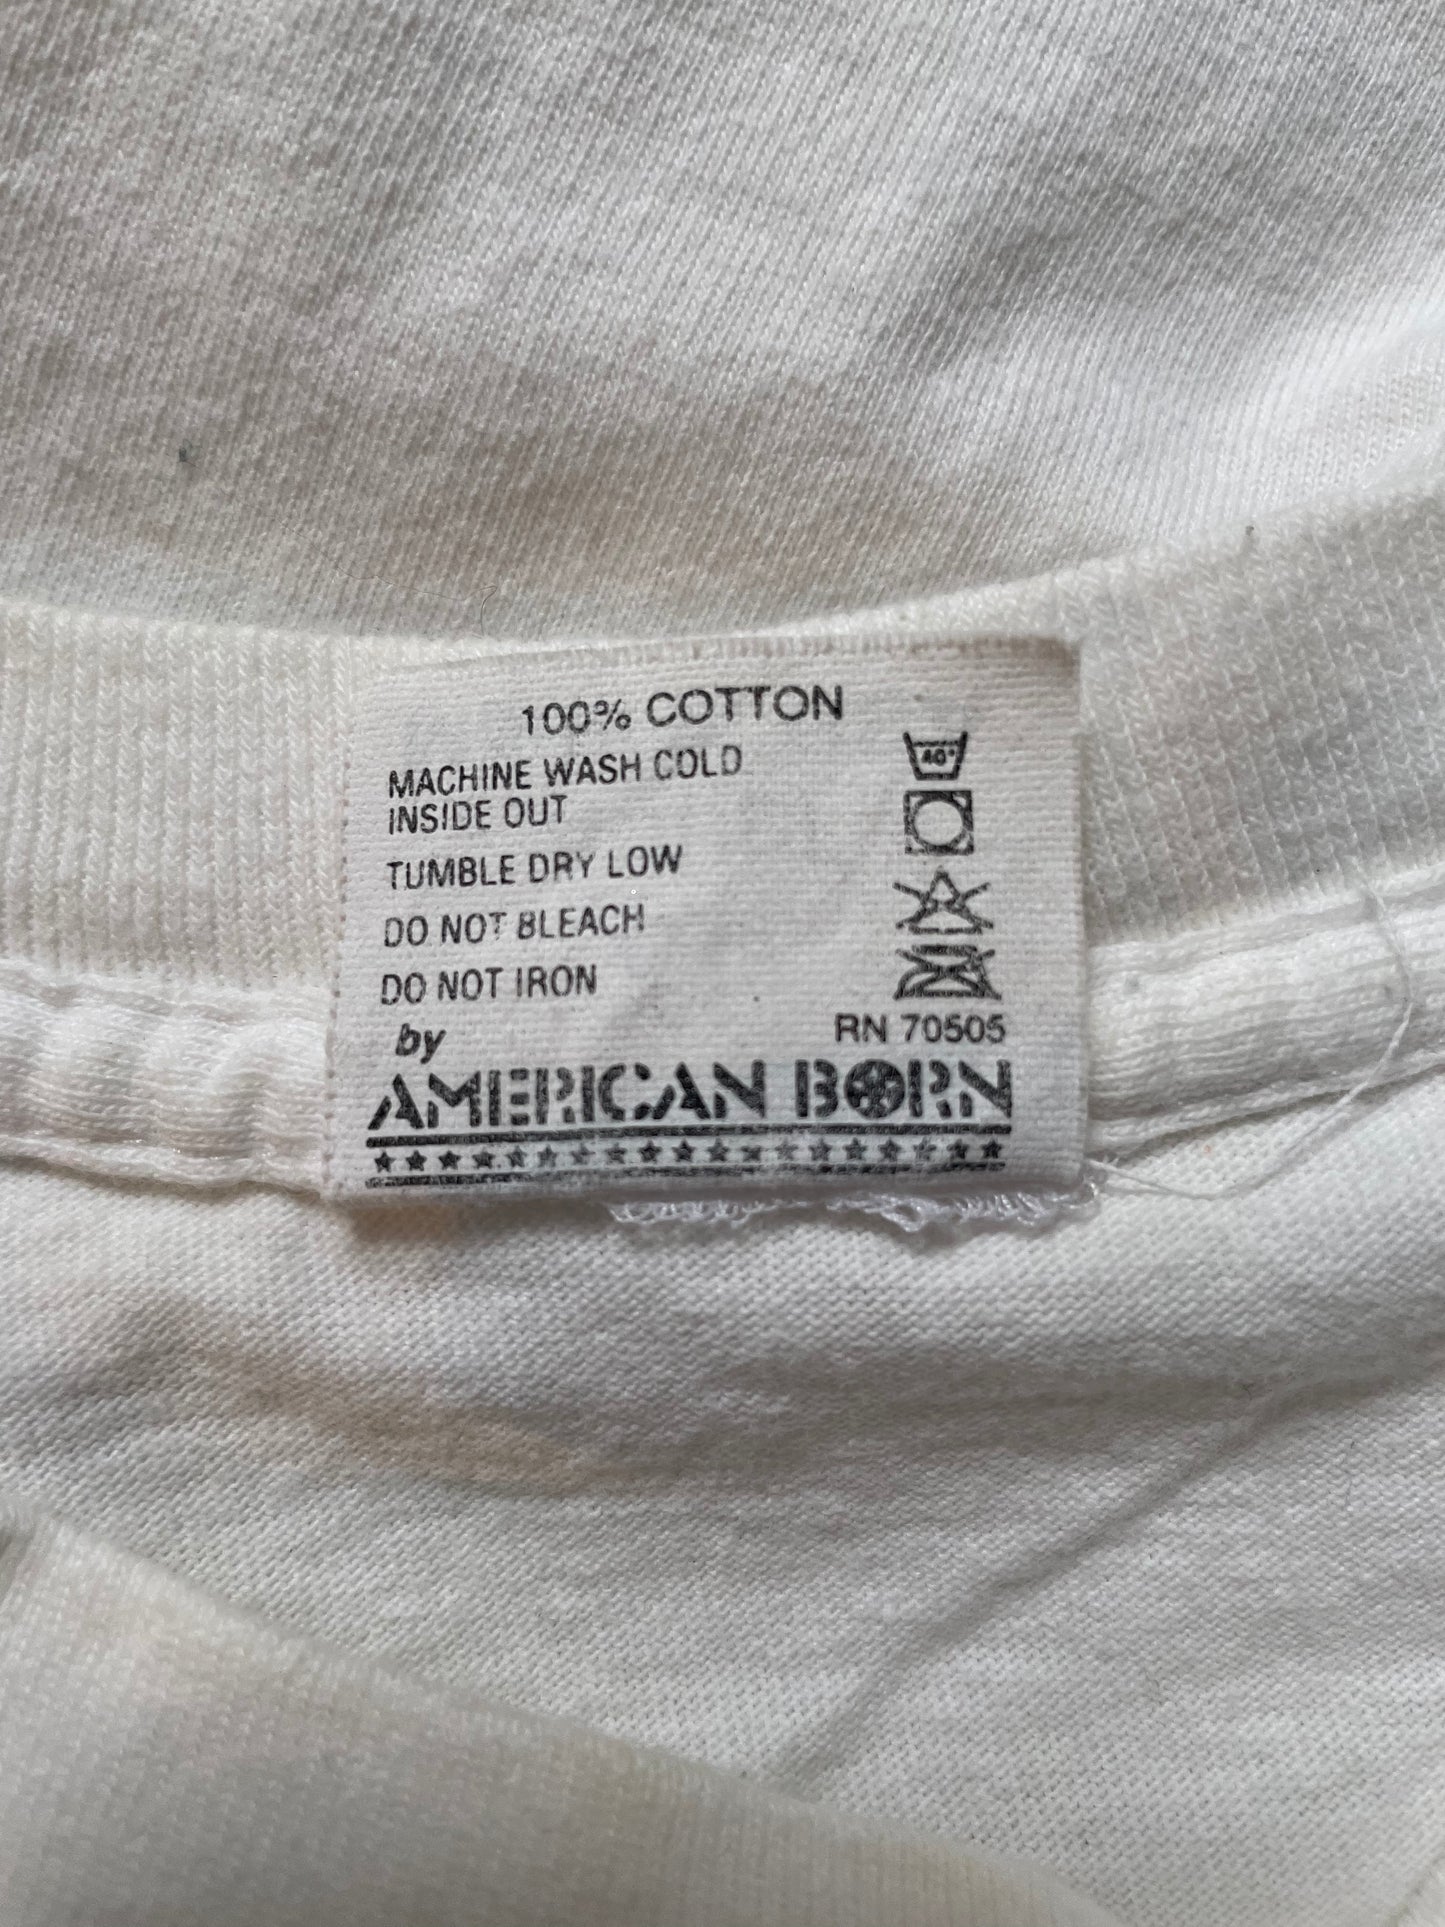 100% COTTON
MACHINE WASH COLD
INSIDE OUT
TUMBLE DRY LOW
DO NOT BLEACH
DO NOT IRON
40°
RN 70505
by
AMERICAN BORN